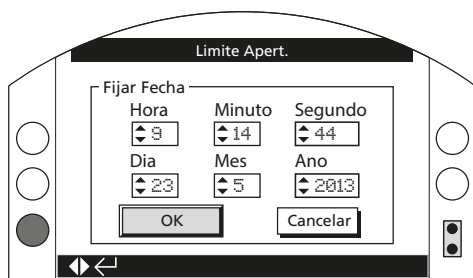 Limite Apert.
Fijar Fecha
Hora Minuto Segundo
9 14 44
Dia Mes Ano
23 5 2013
OK Cancelar